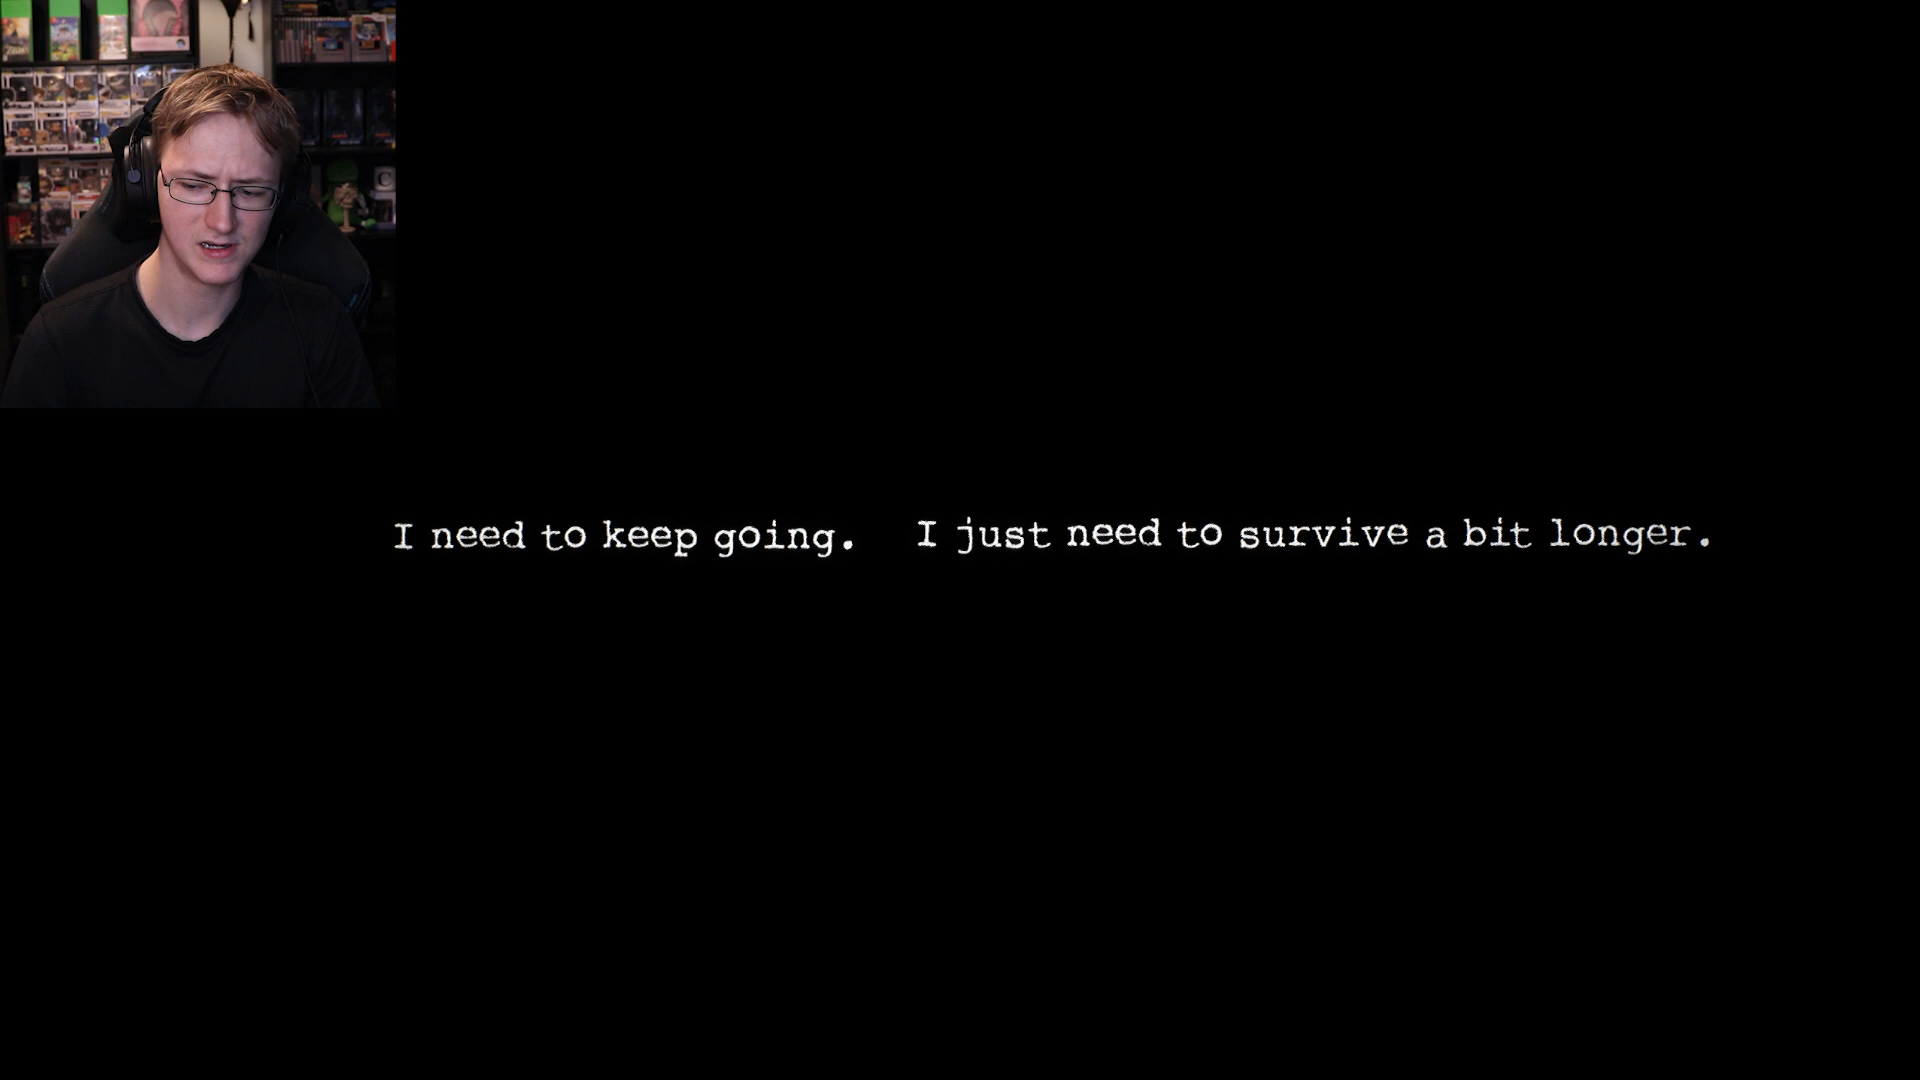 I need to keep going. I just need to survive a bit longer.